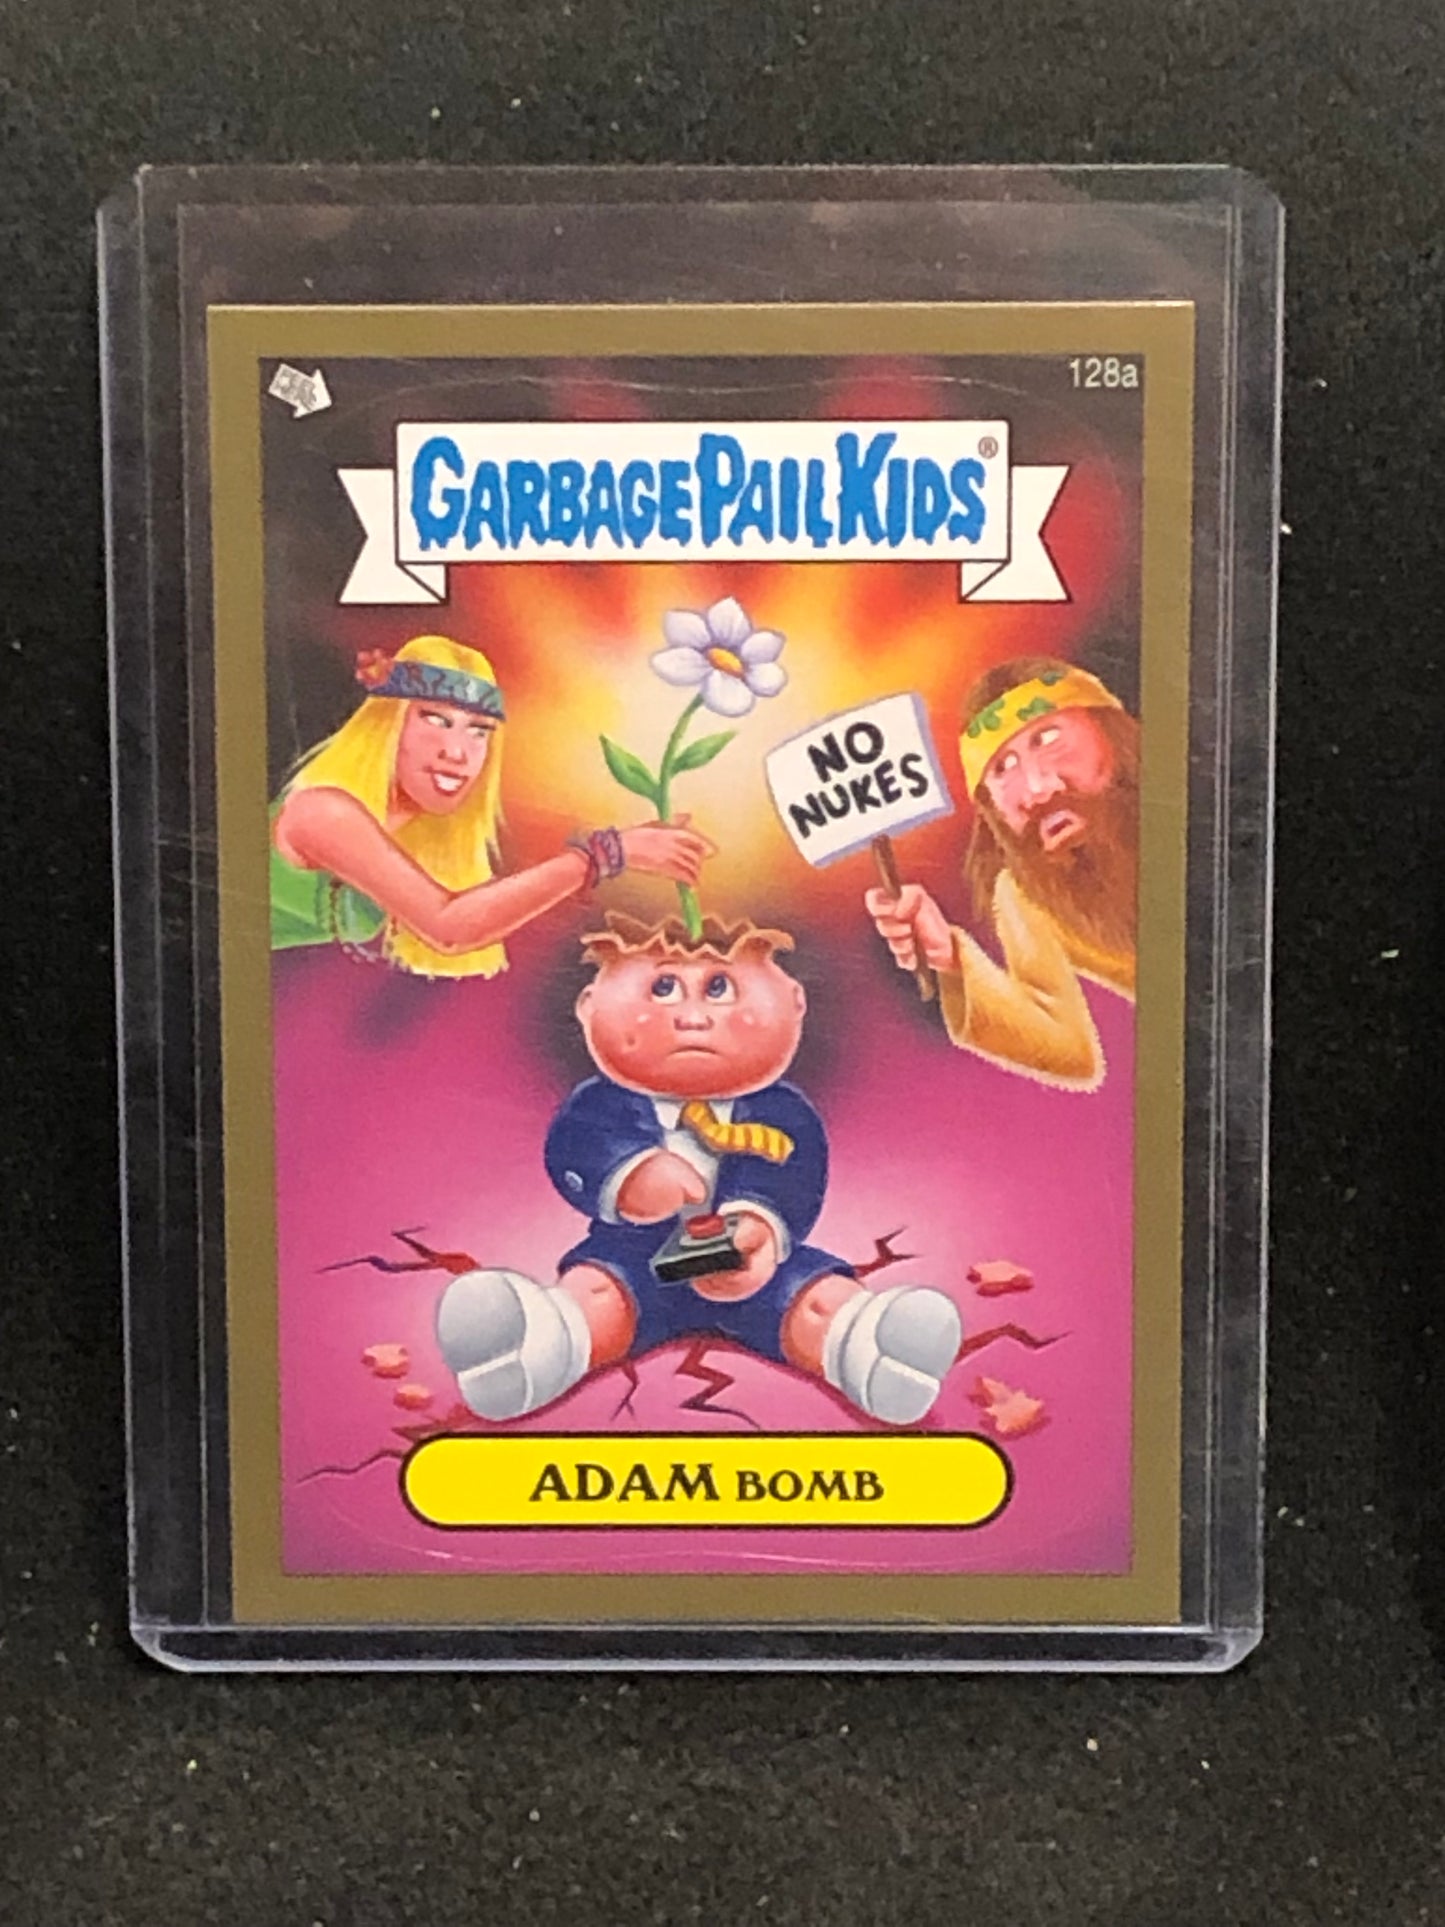 128a
GARBAGE PAIL KIDS®
NO
NUKES
ADAM BOMB